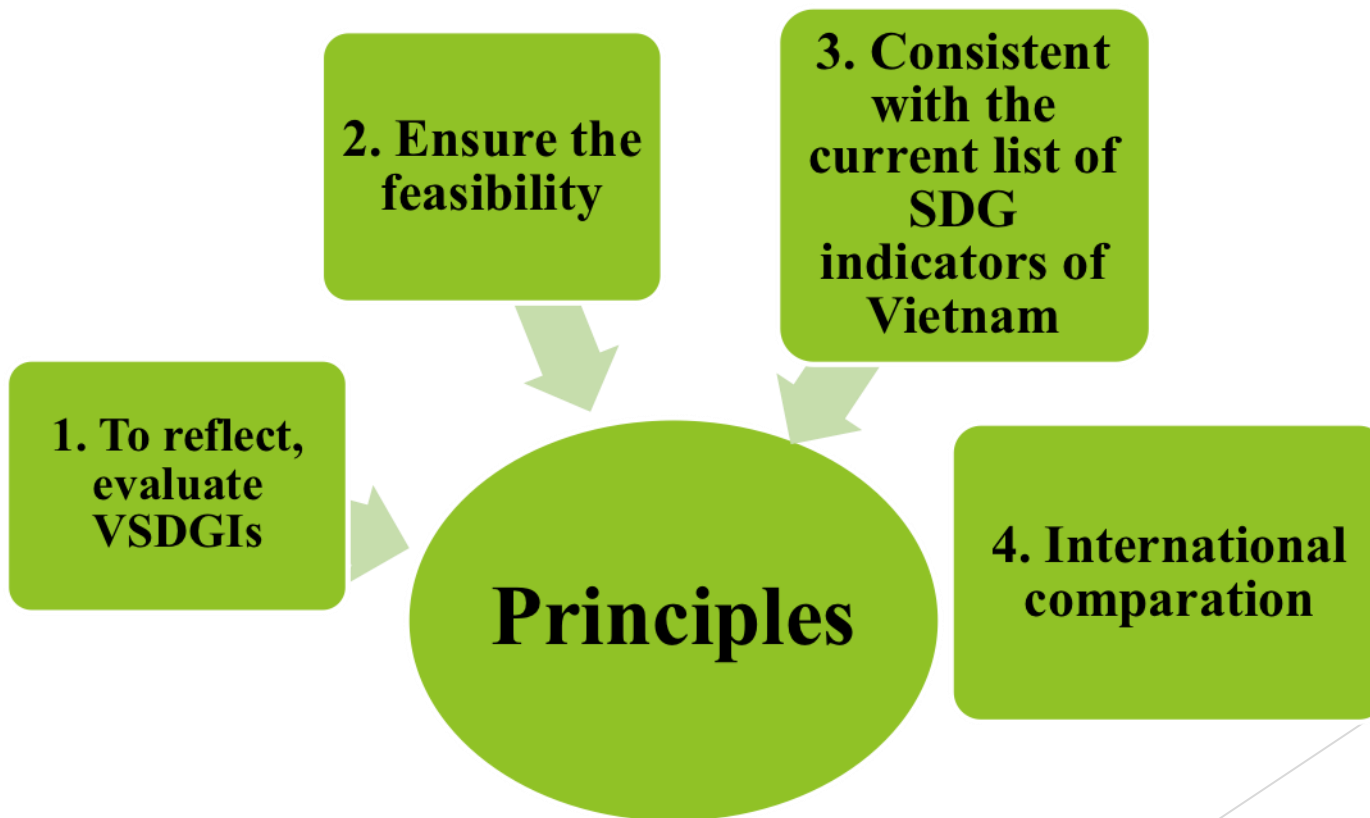 1. To reflect,
evaluate
VSDGIs
2. Ensure the
feasibility
3. Consistent
with the
current list of
SDG
indicators of
Vietnam
4. International
comparation
Principles